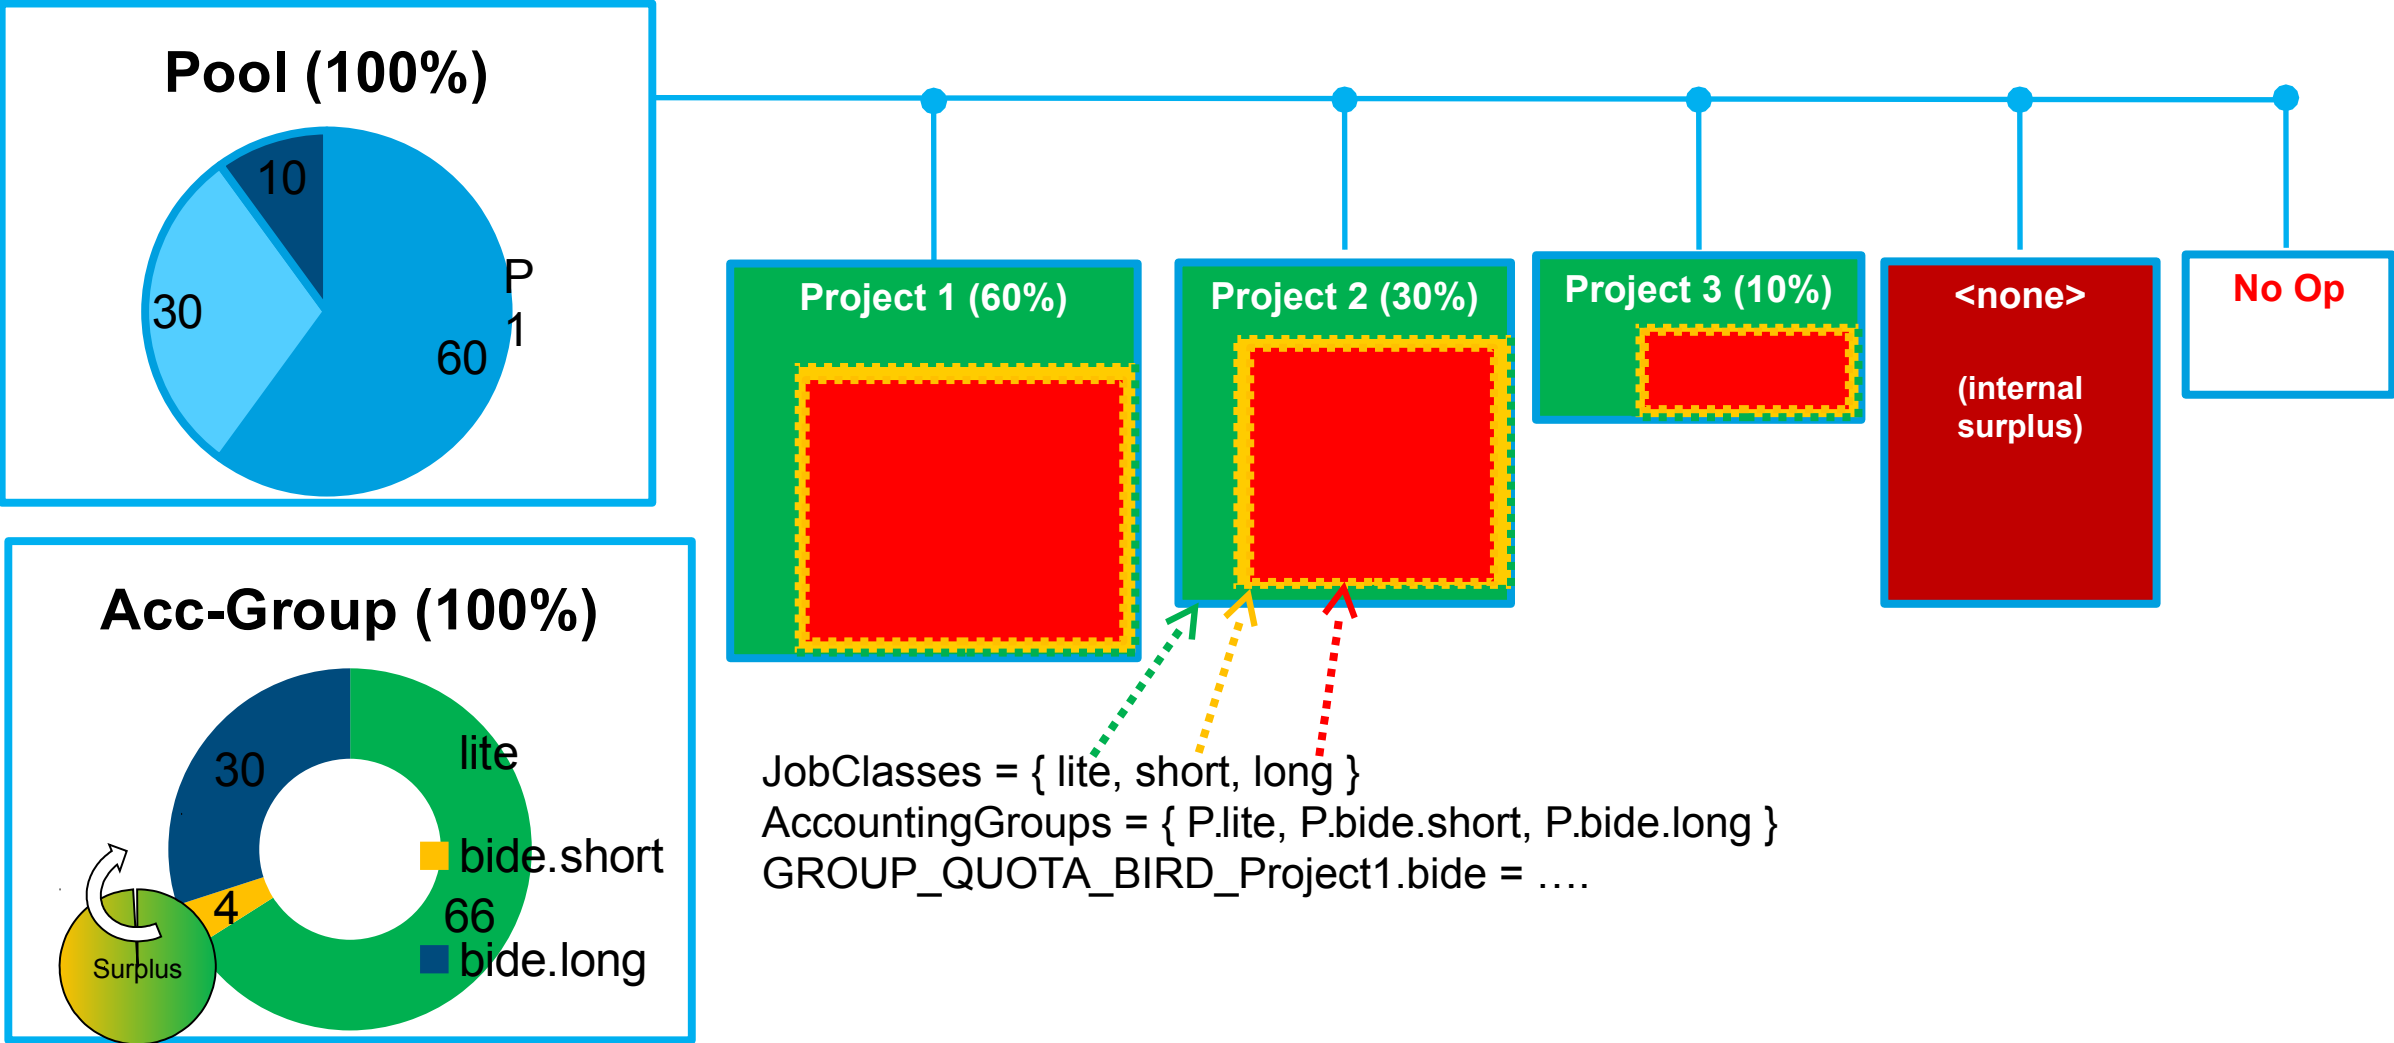 Pool (100%)
10
30
P
1
60
Project 1 (60%)
Project 2 (30%)
Project 3 (10%)
<none>
(internal
surplus)
No Op
Acc-Group (100%)
lite
30
bide.short
4
66
bide.long
Surplus
JobClasses = { lite, short, long }
AccountingGroups = { P.lite, P.bide.short, P.bide.long }
GROUP_QUOTA_BIRD_Project1.bide = ….